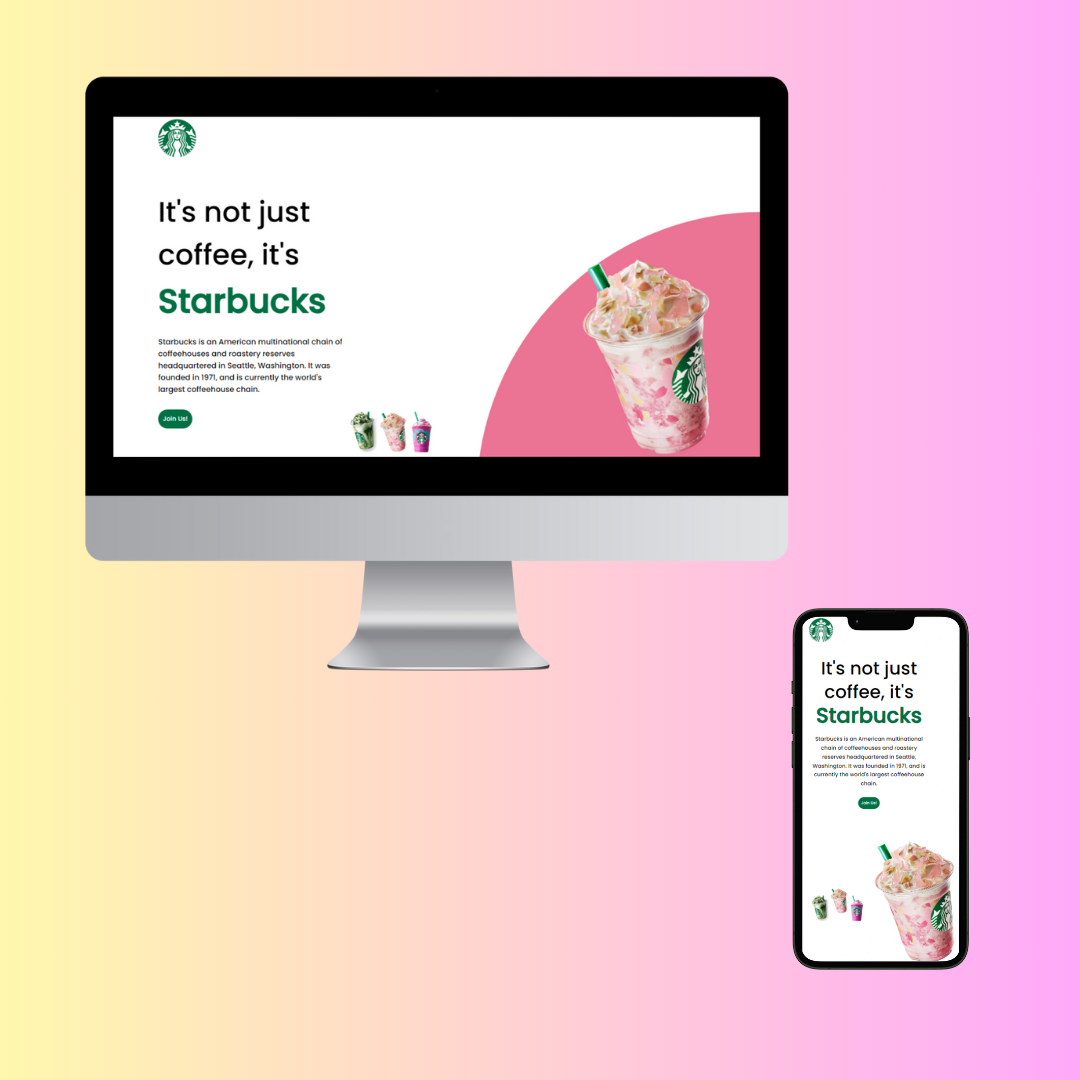 It's not just
coffee, it's
Starbucks
Starbucks is an American multinational chain of
coffeehouses and roastery reserves
headquartered in Seattle, Washington. It was
founded in 1971, and is currently the world's
largest coffeehouse chain.
Join Us!
It's not just
coffee, it's
Starbucks
Starbucks is an American multinational
chain of coffeehouses and roastery
reserves headquartered in Seattle,
Washington. It was founded in 1971, and is
currently the world's largest coffeehouse
chain.
Join Us!